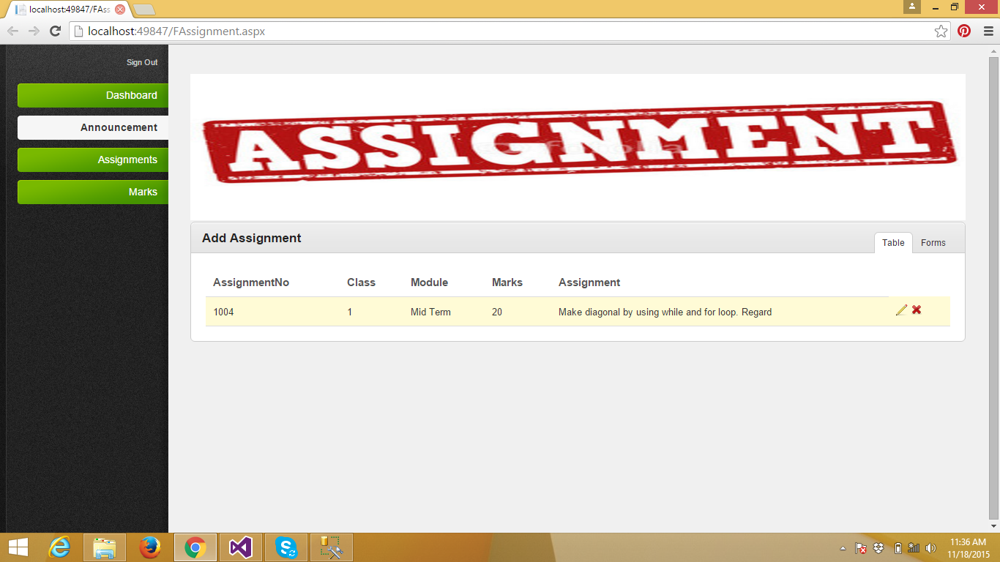 localhost:49847/FAss
localhost:49847/FAssignment.aspx
Sign Out
Dashboard
Announcement
Assignments
Marks
ASSIGNMENT
Add Assignment
Table
Forms
AssignmentNo Class Module Marks Assignment
1004 1 Mid Term 20 Make diagonal by using while and for loop. Regard
11:36 AM
11/18/2015